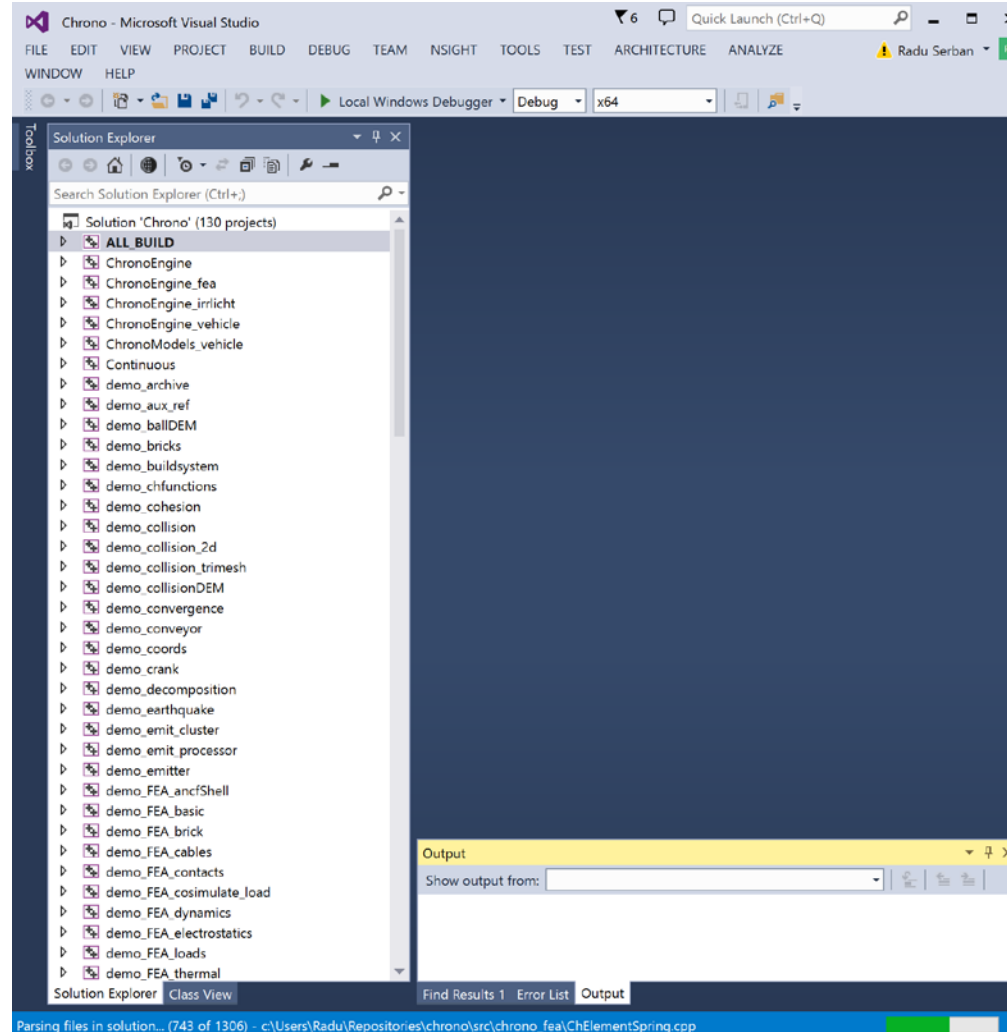 Chrono - Microsoft Visual Studio
6
Quick Launch (Ctrl+Q)
FILE EDIT VIEW PROJECT BUILD DEBUG TEAM NSIGHT TOOLS TEST ARCHITECTURE ANALYZE
Radu Serban
WINDOW HELP
Local Windows Debugger Debug x64
Toolbox
Solution Explorer
Search Solution Explorer (Ctrl+;)
Solution 'Chrono' (130 projects)
ALL_BUILD
ChronoEngine
ChronoEngine_fea
ChronoEngine_irrlicht
ChronoEngine_vehicle
ChronoModels_vehicle
Continuous
demo_archive
demo_aux_ref
demo_ballDEM
demo_bricks
demo_buildsystem
demo_chfunctions
demo_cohesion
demo_collision
demo_collision_2d
demo_collision_trimesh
demo_collisionDEM
demo_convergence
demo_conveyor
demo_coords
demo_crank
demo_decomposition
demo_earthquake
demo_emit_cluster
demo_emit_processor
demo_emitter
demo_FEA_ancfShell
demo_FEA_basic
demo_FEA_brick
demo_FEA_cables
demo_FEA_contacts
demo_FEA_cosimulate_load
demo_FEA_dynamics
demo_FEA_electrostatics
demo_FEA_loads
demo_FEA_thermal
Solution Explorer Class View
Output
Show output from:
Find Results 1 Error List Output
Parsing files in solution... (743 of 1306) - c:\Users\Radu\Repositories\chrono\src\chrono_fea\ChElementSpring.cpp